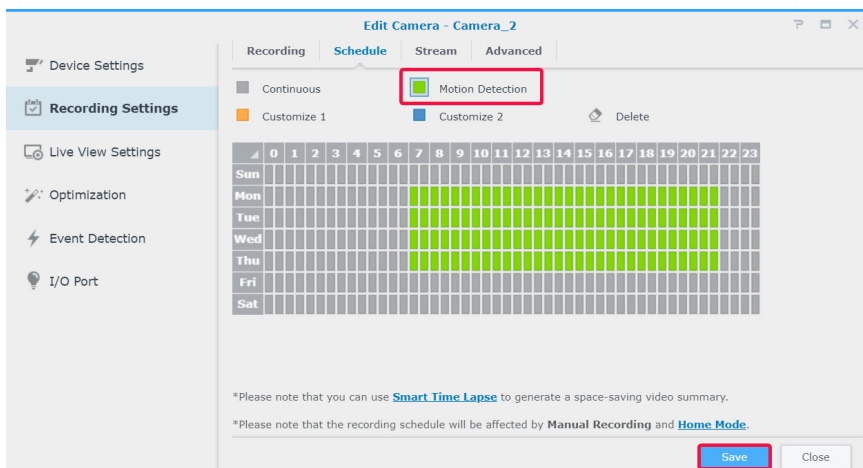 Edit Camera - Camera_2
Recording Schedule Stream Advanced
Device Settings
Recording Settings
Live View Settings
Optimization
Event Detection
I/O Port
Continuous Motion Detection
Customize 1 Customize 2 Delete
0 1 2 3 4 5 6 7 8 9 10 11 12 13 14 15 16 17 18 19 20 21 22 23
Sun
Mon
Tue
Wed
Thu
Fri
Sat
*Please note that you can use Smart Time Lapse to generate a space-saving video summary.
*Please note that the recording schedule will be affected by Manual Recording and Home Mode.
Save Close